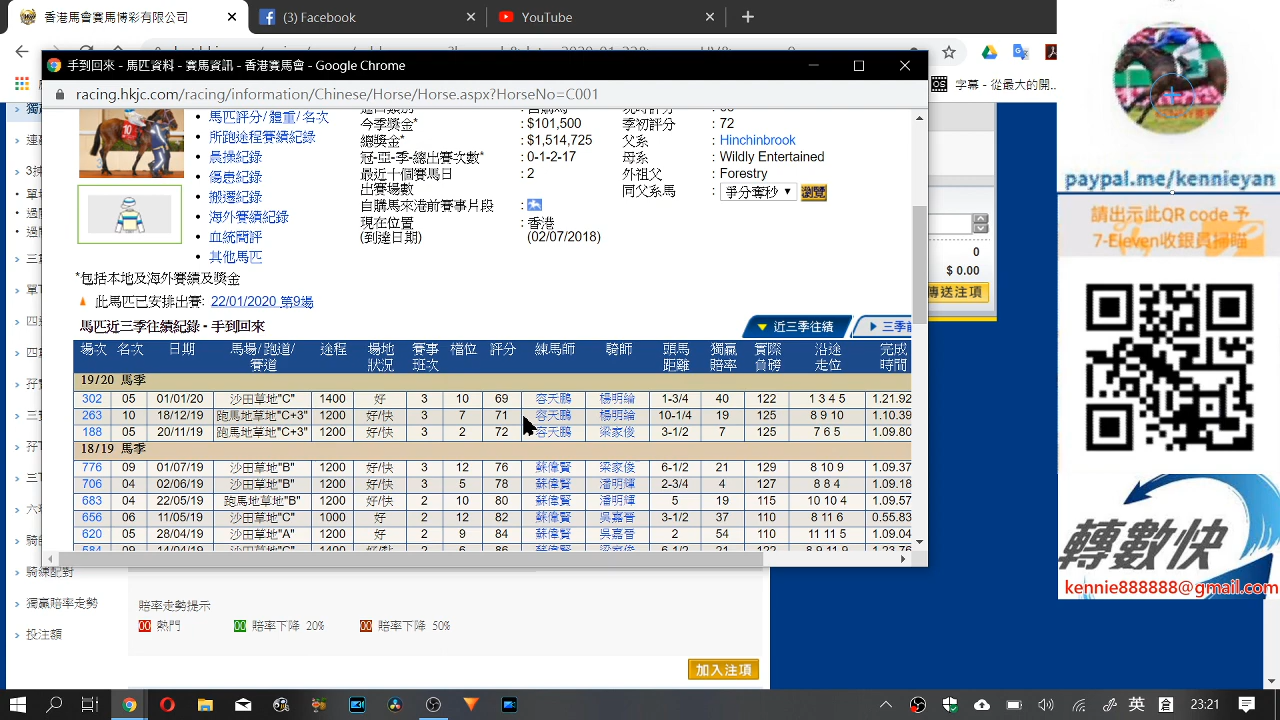 香港馬會賽馬博彩有限公司
(3) Facebook
YouTube
字幕 - 從最大的開...
手到回來 - 馬匹資料 - 賽馬資訊 - 香港賽馬會 - Google Chrome
racing.hkjc.com/racing/information/Chinese/Horse/Horse.aspx?HorseNo=C001
馬匹評分/體重/名次
所跑途程賽績紀錄
晨操紀錄
傷患紀錄
搬遷紀錄
海外賽績紀錄
血統簡評
其他馬匹
今季獎金* : $101,500
總獎金* : $1,514,725
冠-亞-季-總出賽次數* : 0-1-2-17
最近十個賽馬日 : 2
出賽場數
自購馬來港前賽事片段 :
現在位置 : 香港
(到達日期) (02/07/2018)
季初評分 : 72
父系 : Hinchinbrook
母系 : Wildly Entertained
外祖父 : Forestry
同父系馬 : 爭分奪秒 瀏覽
*包括本地及海外賽績及獎金
此馬匹已安排出賽: 22/01/2020 第9場
馬匹近三季往績紀錄 - 手到回來
近三季往績
三季前
場次 名次 日期 馬場/跑道/賽道 途程 場地狀況 賽事班次 檔位 評分 練馬師 騎師 頭馬距離 獨贏賠率 實際負磅 沿途走位 完成時間
19/20 馬季
302 05 01/01/20 沙田草地"C" 1400 好 3 10 69 容天鵬 楊明綸 1-3/4 40 122 1 3 4 5 1.21.92
263 10 18/12/19 跑馬地草地"C+3" 1200 好/快 3 7 71 容天鵬 楊明綸 10-1/4 19 125 8 9 10 1.10.39
188 05 20/11/19 跑馬地草地"C+3" 1200 好/快 3 2 72 容天鵬 梁家俊 3-1/2 7 125 7 6 5 1.09.80
18/19 馬季
776 09 01/07/19 沙田草地"B" 1200 好/快 3 12 76 蘇偉賢 梁家俊 6-1/2 21 129 8 10 9 1.09.37
706 04 02/06/19 沙田草地"B" 1200 好/快 3 5 78 蘇偉賢 潘明輝 2-3/4 4 127 8 8 4 1.09.18
683 04 22/05/19 跑馬地草地"B" 1200 好/快 2 10 80 蘇偉賢 潘明輝 5 19 115 10 10 4 1.09.57
656 06 11/05/19 沙田草地"C" 1000 好 2 12 82 蘇偉賢 吳嘉晉 3-1/2 37 110 8 11 6 0.55.83
620 05 28/04/19 沙田草地"A" 1200 好 2 9 84 蘇偉賢 吳嘉晉 2 54 110 11 11 5 1.09.04
584 09 14/04/19 沙田草地"C"
騎練配對
獨贏賠率走勢
投注額
賠率走勢提示
00 熱門
00 賠率下降 20%
00 賠率下降 50%
加入注項
0
$ 0.00
傳送注項
paypal.me/kennieyan
請出示此QR code 予
7-Eleven收銀員掃瞄
轉數快
kennie888888@gmail.com
英
23:21